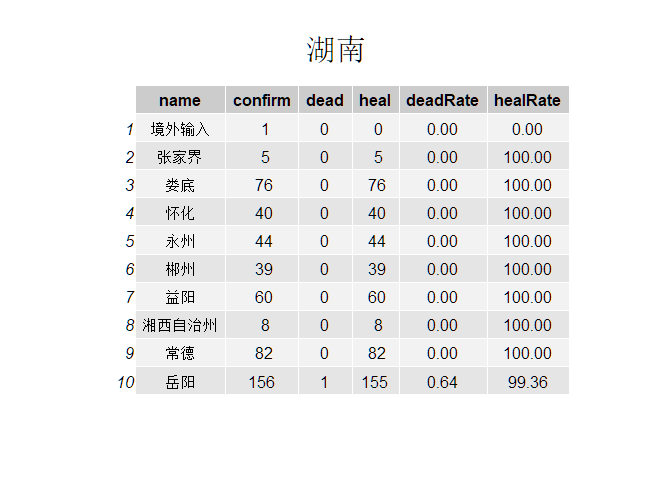 湖南
name confirm dead heal deadRate healRate
1 境外输入 1 0 0 0.00 0.00
2 张家界 5 0 5 0.00 100.00
3 娄底 76 0 76 0.00 100.00
4 怀化 40 0 40 0.00 100.00
5 永州 44 0 44 0.00 100.00
6 郴州 39 0 39 0.00 100.00
7 益阳 60 0 60 0.00 100.00
8 湘西自治州 8 0 8 0.00 100.00
9 常德 82 0 82 0.00 100.00
10 岳阳 156 1 155 0.64 99.36